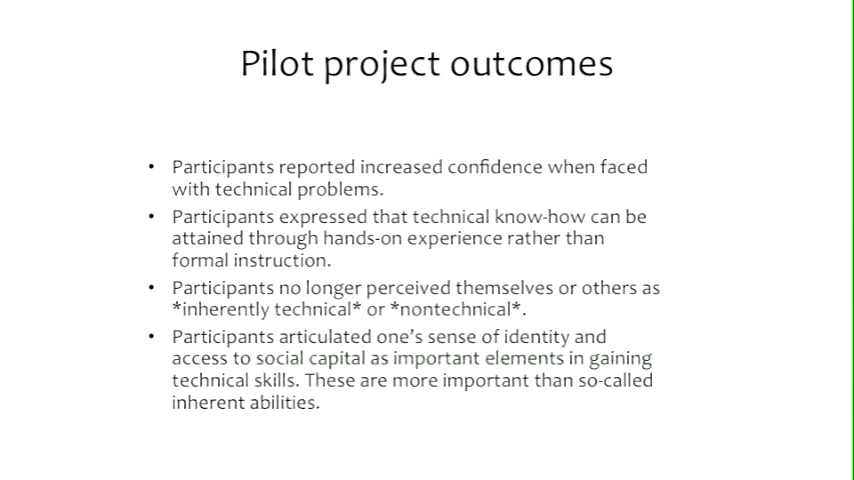 Pilot project outcomes
• Participants reported increased confidence when faced
with technical problems.
• Participants expressed that technical know-how can be
attained through hands-on experience rather than
formal instruction.
• Participants no longer perceived themselves or others as
*inherently technical* or *nontechnical*.
• Participants articulated one's sense of identity and
access to social capital as important elements in gaining
technical skills. These are more important than so-called
inherent abilities.